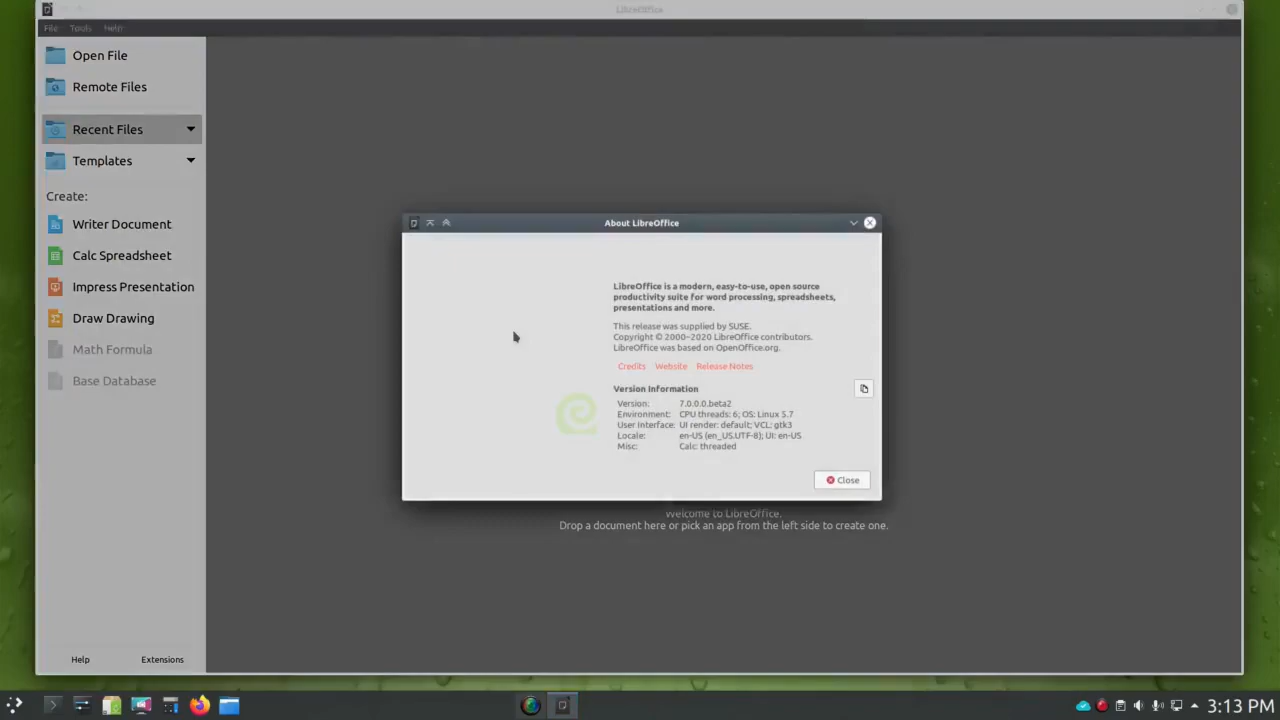 LibreOffice
File Tools Help
Open File
Remote Files
Recent Files
Templates
Create:
Writer Document
Calc Spreadsheet
Impress Presentation
Draw Drawing
Math Formula
Base Database
Help Extensions
About LibreOffice
LibreOffice is a modern, easy-to-use, open source
productivity suite for word processing, spreadsheets,
presentations and more.
This release was supplied by SUSE.
Copyright © 2000–2020 LibreOffice contributors.
LibreOffice was based on OpenOffice.org.
Credits Website Release Notes
Version Information
Version: 7.0.0.0.beta2
Environment: CPU threads: 6; OS: Linux 5.7
User Interface: UI render: default; VCL: gtk3
Locale: en-US (en_US.UTF-8); UI: en-US
Misc: Calc: threaded
Close
Welcome to LibreOffice.
Drop a document here or pick an app from the left side to create one.
3:13 PM